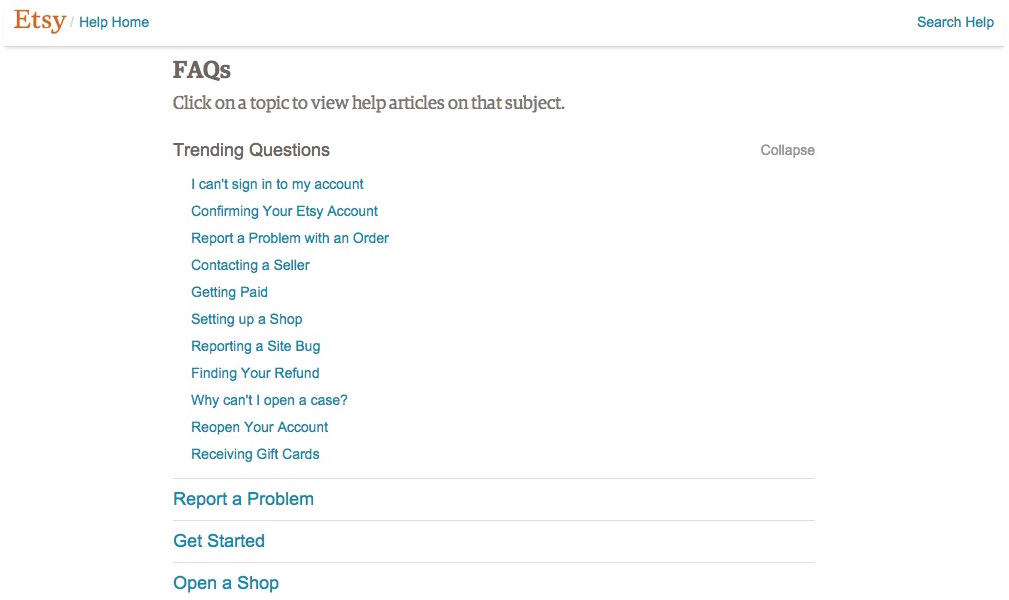 Etsy / Help Home Search Help
FAQs
Click on a topic to view help articles on that subject.
Trending Questions Collapse
I can't sign in to my account
Confirming Your Etsy Account
Report a Problem with an Order
Contacting a Seller
Getting Paid
Setting up a Shop
Reporting a Site Bug
Finding Your Refund
Why can't I open a case?
Reopen Your Account
Receiving Gift Cards
Report a Problem
Get Started
Open a Shop